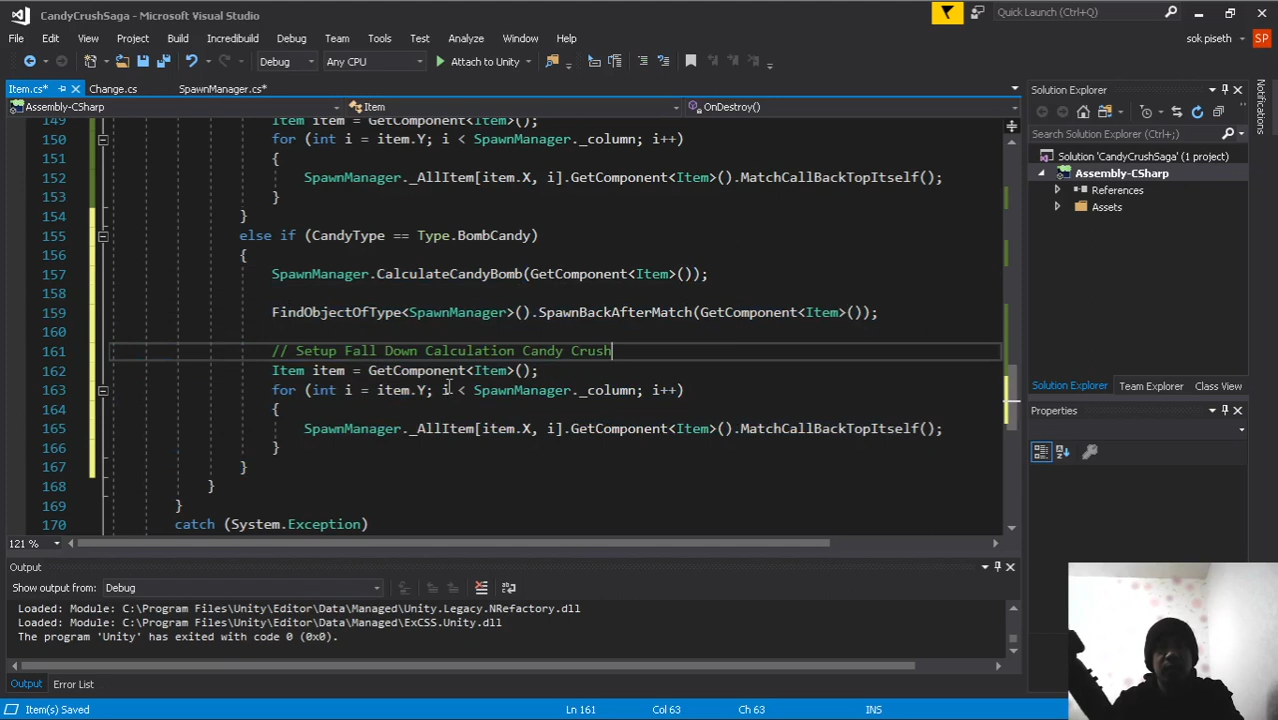 CandyCrushSaga - Microsoft Visual Studio
Quick Launch (Ctrl+Q)
File Edit View Project Build Incredibuild Debug Team Tools Test Analyze Window Help
sok piseth SP
Debug Any CPU Attach to Unity
Item.cs* Change.cs SpawnManager.cs*
Assembly-CSharp Item OnDestroy()
149 Item item = GetComponent<Item>();
150 for (int i = item.Y; i < SpawnManager._column; i++)
151 {
152 SpawnManager._AllItem[item.X, i].GetComponent<Item>().MatchCallBackTopItself();
153 }
154 }
155 else if (CandyType == Type.BombCandy)
156 {
157 SpawnManager.CalculateCandyBomb(GetComponent<Item>());
158
159 FindObjectOfType<SpawnManager>().SpawnBackAfterMatch(GetComponent<Item>());
160
161 // Setup Fall Down Calculation Candy Crush
162 Item item = GetComponent<Item>();
163 for (int i = item.Y; i < SpawnManager._column; i++)
164 {
165 SpawnManager._AllItem[item.X, i].GetComponent<Item>().MatchCallBackTopItself();
166 }
167 }
168 }
169 }
170 catch (System.Exception)
121 %
Output
Show output from: Debug
Loaded: Module: C:\Program Files\Unity\Editor\Data\Managed\Unity.Legacy.NRefactory.dll
Loaded: Module: C:\Program Files\Unity\Editor\Data\Managed\ExCSS.Unity.dll
The program 'Unity' has exited with code 0 (0x0).
Output Error List
Item(s) Saved Ln 161 Col 63 Ch 63 INS
Solution Explorer
Search Solution Explorer (Ctrl+;)
Solution 'CandyCrushSaga' (1 project)
Assembly-CSharp
References
Assets
Solution Explorer Team Explorer Class View
Properties
Notifications